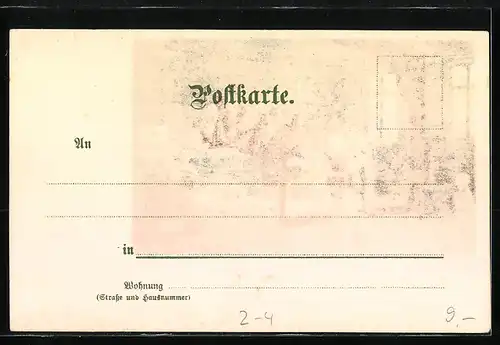 Postkarte.
An
in
Wohnung
(Straße und Hausnummer)
2-4 9.-